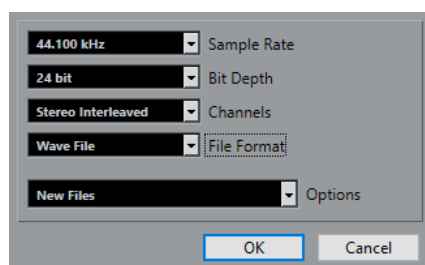 44.100 kHz Sample Rate
24 bit Bit Depth
Stereo Interleaved Channels
Wave File File Format
New Files Options
OK Cancel